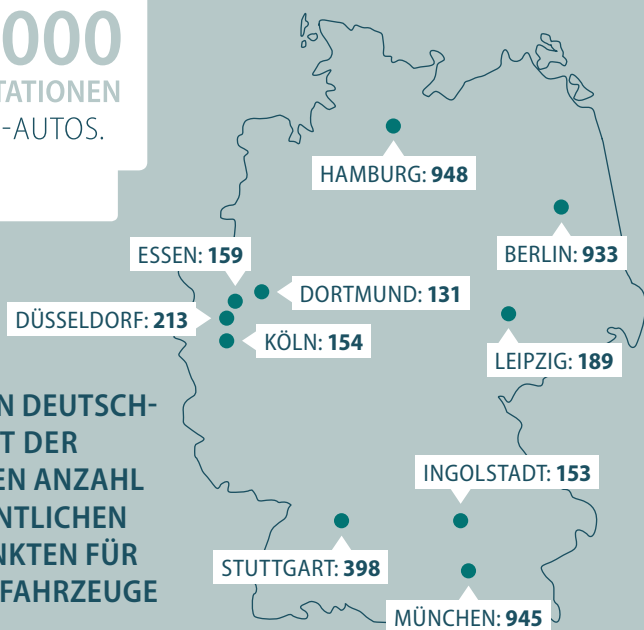 000
TATIONEN
-AUTOS.
HAMBURG: 948
ESSEN: 159
BERLIN: 933
DORTMUND: 131
DÜSSELDORF: 213
KÖLN: 154
LEIPZIG: 189
N DEUTSCH-
T DER
EN ANZAHL
NTLICHEN
NKTEN FÜR
FAHRZEUGE
INGOLSTADT: 153
STUTTGART: 398
MÜNCHEN: 945